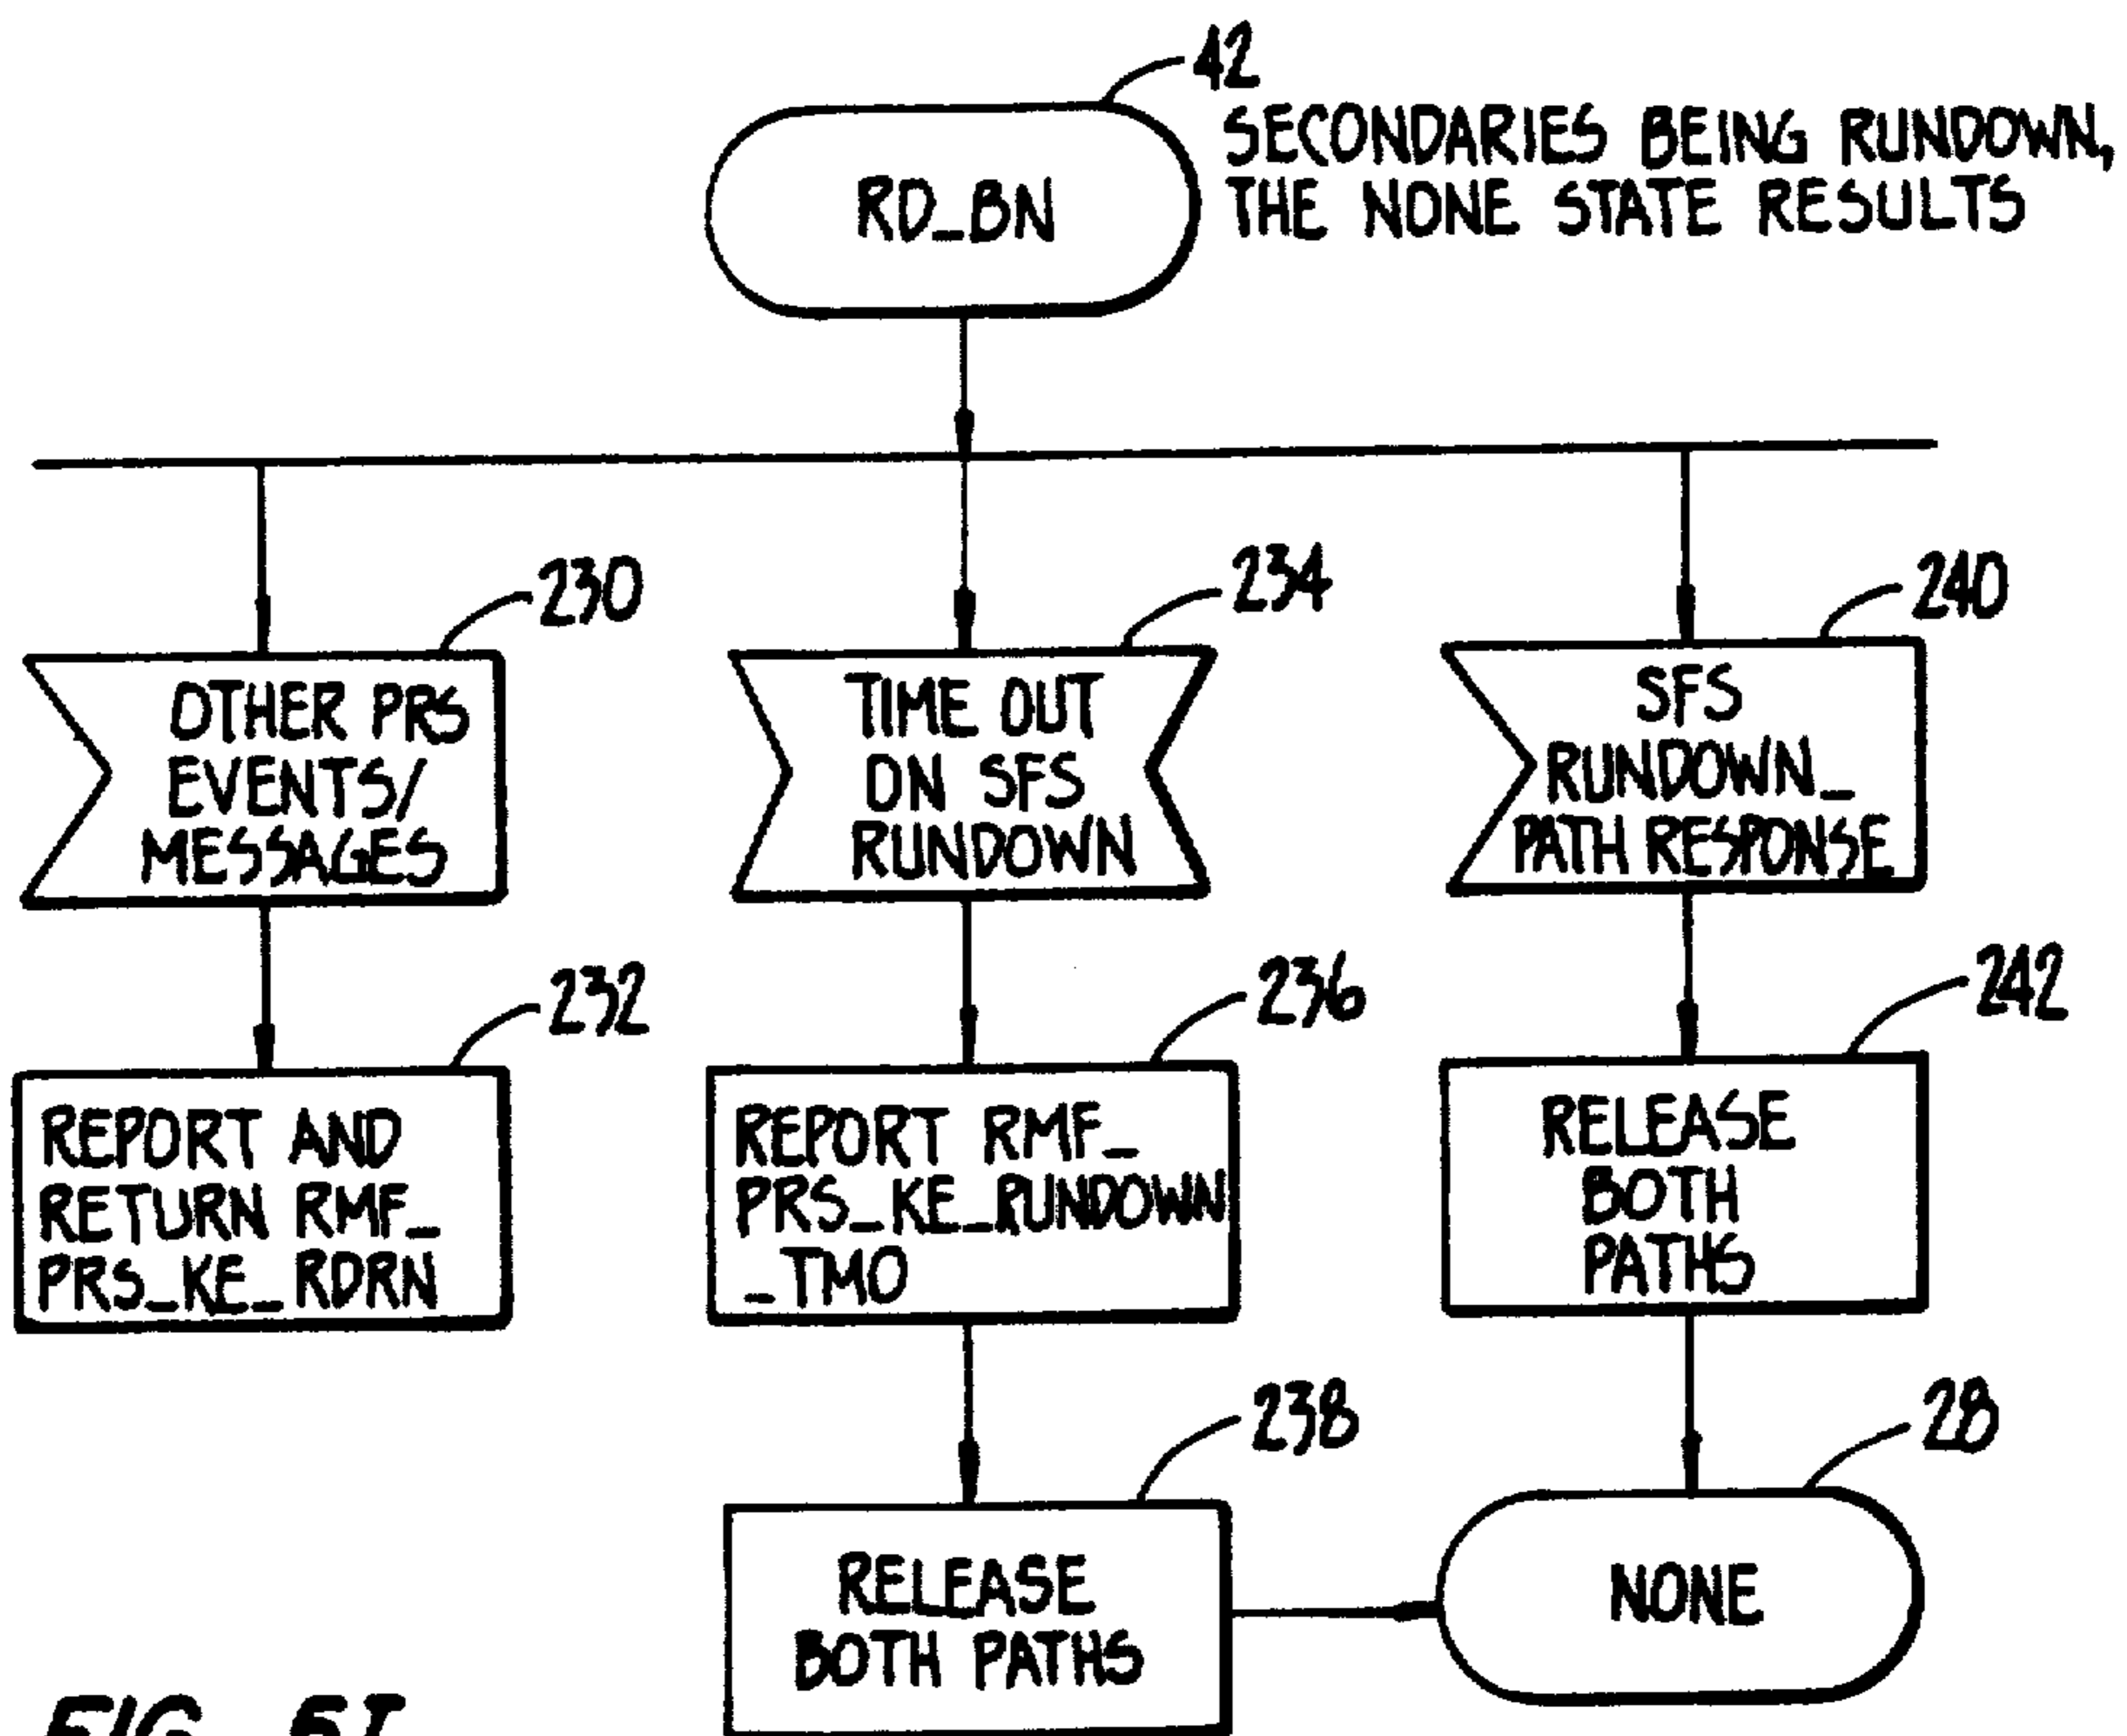 42
SECONDARIES BEING RUNDOWN,
THE NONE STATE RESULTS
RD_BN
230
234
240
OTHER PRS
EVENTS/
MESSAGES
TIME OUT
ON SFS
RUNDOWN
SFS
RUNDOWN_
PATH RESPONSE
232
236
242
REPORT AND
RETURN RMF_
PRS_KE_RDRN
REPORT RMF_
PRS_KE_RUNDOWN
_TMO
RELEASE
BOTH
PATHS
238
28
RELEASE
BOTH PATHS
NONE